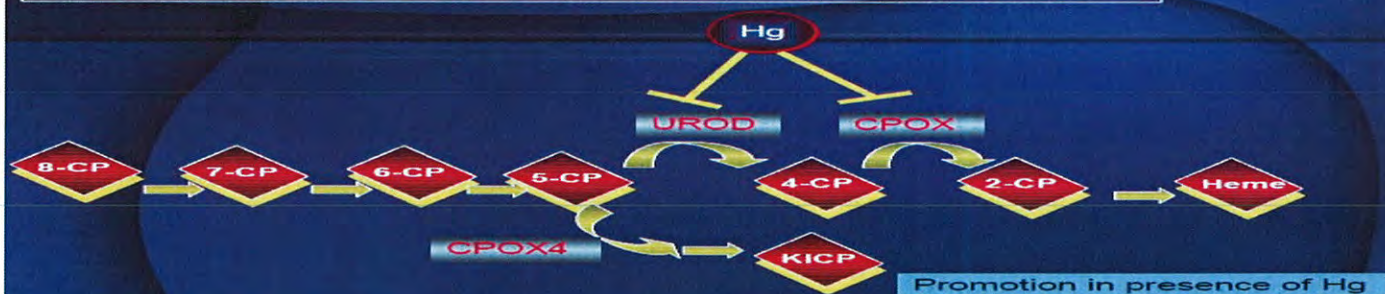 Hg
UROD CPOX
8-CP 7-CP 6-CP 5-CP 4-CP 2-CP Heme
CPOX4 KICP
Promotion in presence of Hg